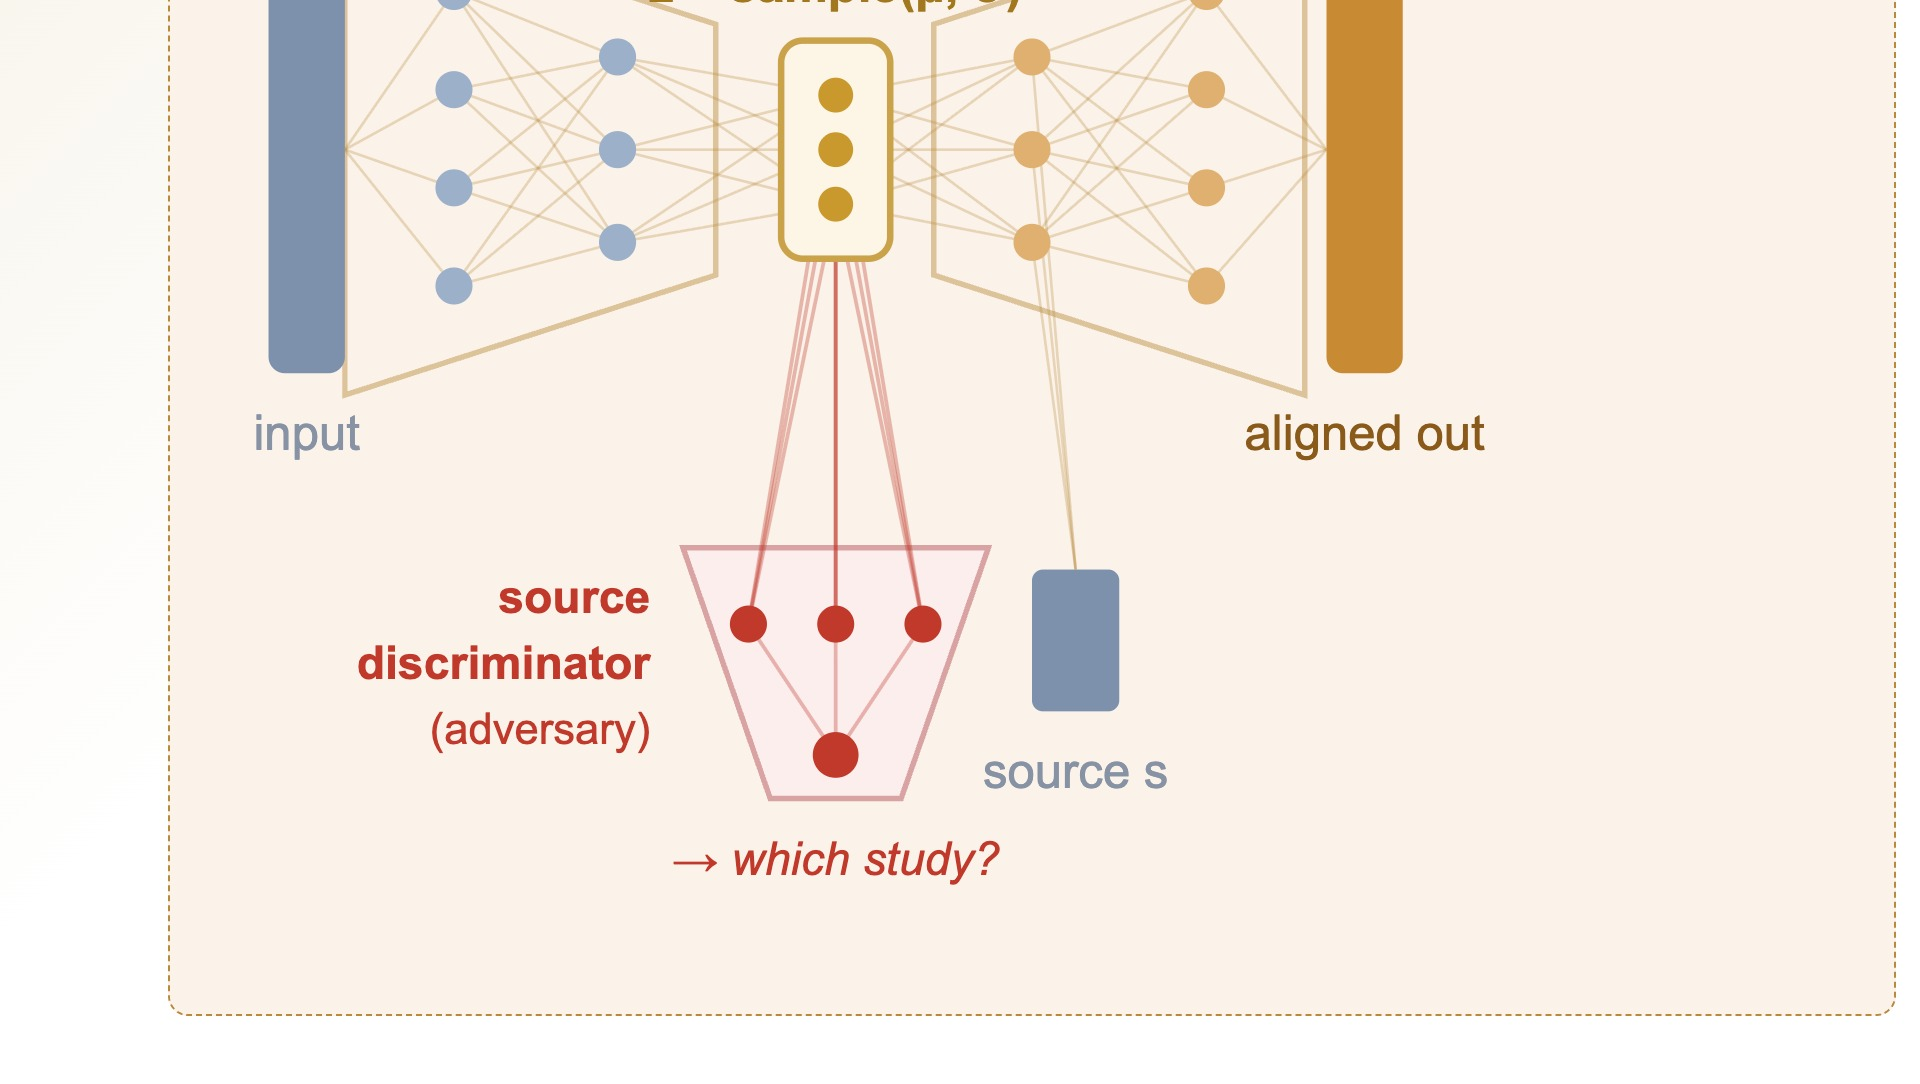 input
aligned out
source
discriminator
(adversary)
source s
→ which study?